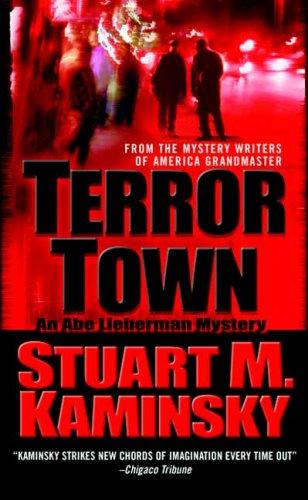 FROM THE MYSTERY WRITERS
OF AMERICA GRANDMASTER
TERROR
TOWN
An Abe Lieberman Mystery
STUART M.
KAMINSKY
"KAMINSKY STRIKES NEW CHORDS OF IMAGINATION EVERY TIME OUT"
–Chigaco Tribune